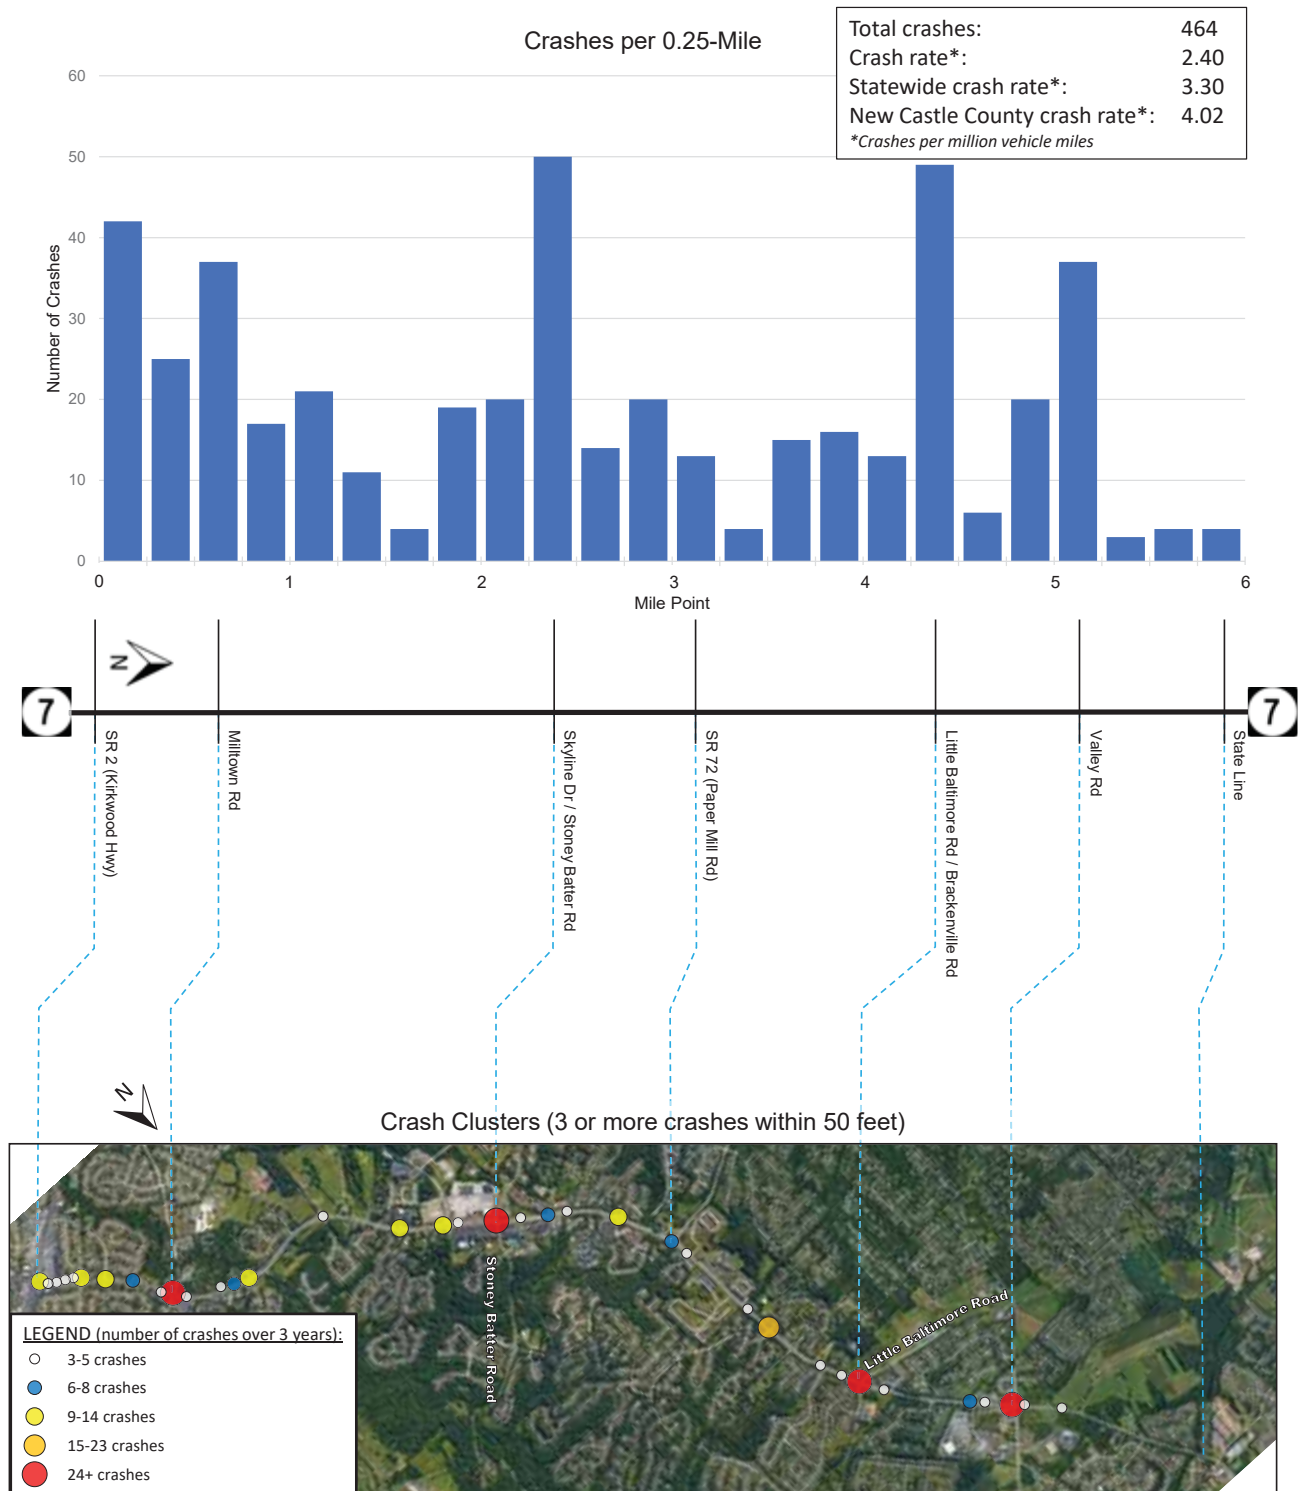 Crashes per 0.25-Mile
Total crashes: 464
Crash rate*: 2.40
Statewide crash rate*: 3.30
New Castle County crash rate*: 4.02
*Crashes per million vehicle miles
60
50
40
30
20
10
0
Number of Crashes
0 1 2 3 4 5 6
Mile Point
N
7
7
SR 2 (Kirkwood Hwy)
Milltown Rd
Skyline Dr / Stoney Batter Rd
SR 72 (Paper Mill Rd)
Little Baltimore Rd / Brackenville Rd
Valley Rd
State Line
N
Crash Clusters (3 or more crashes within 50 feet)
Stoney Batter Road
Little Baltimore Road
LEGEND (number of crashes over 3 years):
3-5 crashes
6-8 crashes
9-14 crashes
15-23 crashes
24+ crashes